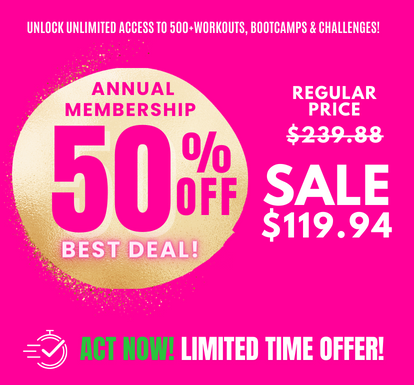 UNLOCK UNLIMITED ACCESS TO 500+WORKOUTS, BOOTCAMPS & CHALLENGES!
ANNUAL
MEMBERSHIP
50% OFF
BEST DEAL!
REGULAR
PRICE
$239.88
SALE
$119.94
ACT NOW! LIMITED TIME OFFER!